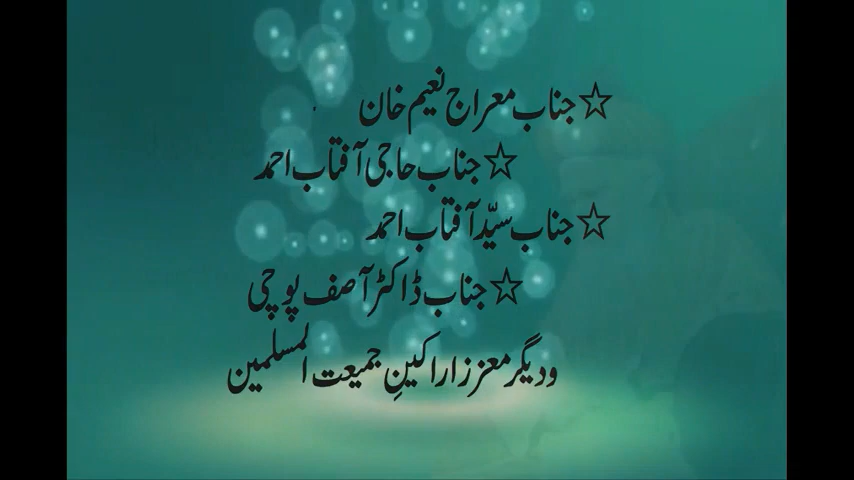 ☆جناب معراج نعیم خان
☆جناب حاجی آفتاب احمد
☆جناب سیّد آفتاب احمد
☆جناب ڈاکٹر آصف پوچی
و دیگر معزز اراکینِ جمیعت المسلمین